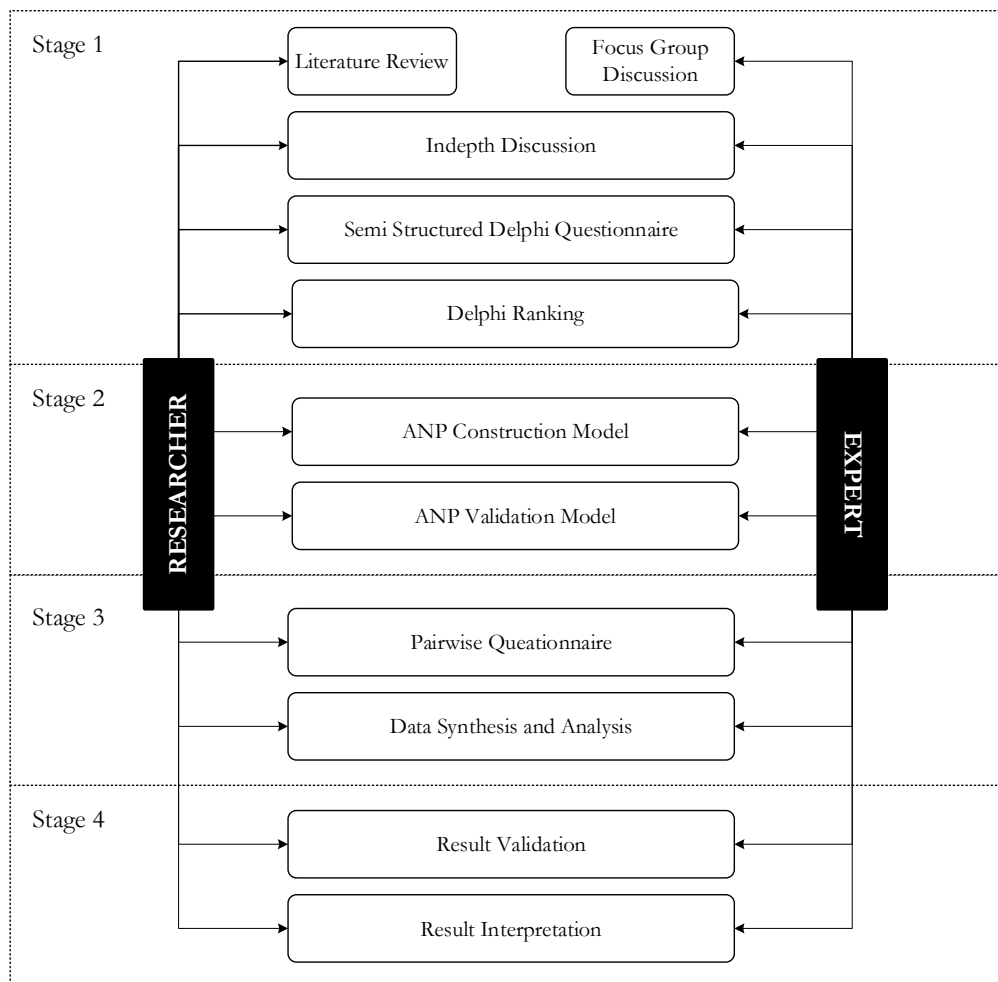 Stage 1
Literature Review
Focus Group
Discussion
Indepth Discussion
Semi Structured Delphi Questionnaire
Delphi Ranking
Stage 2
RESEARCHER
ANP Construction Model
EXPERT
ANP Validation Model
Stage 3
Pairwise Queationnaire
Data Synthesis and Analysis
Stage 4
Result Validation
Result Interpretation